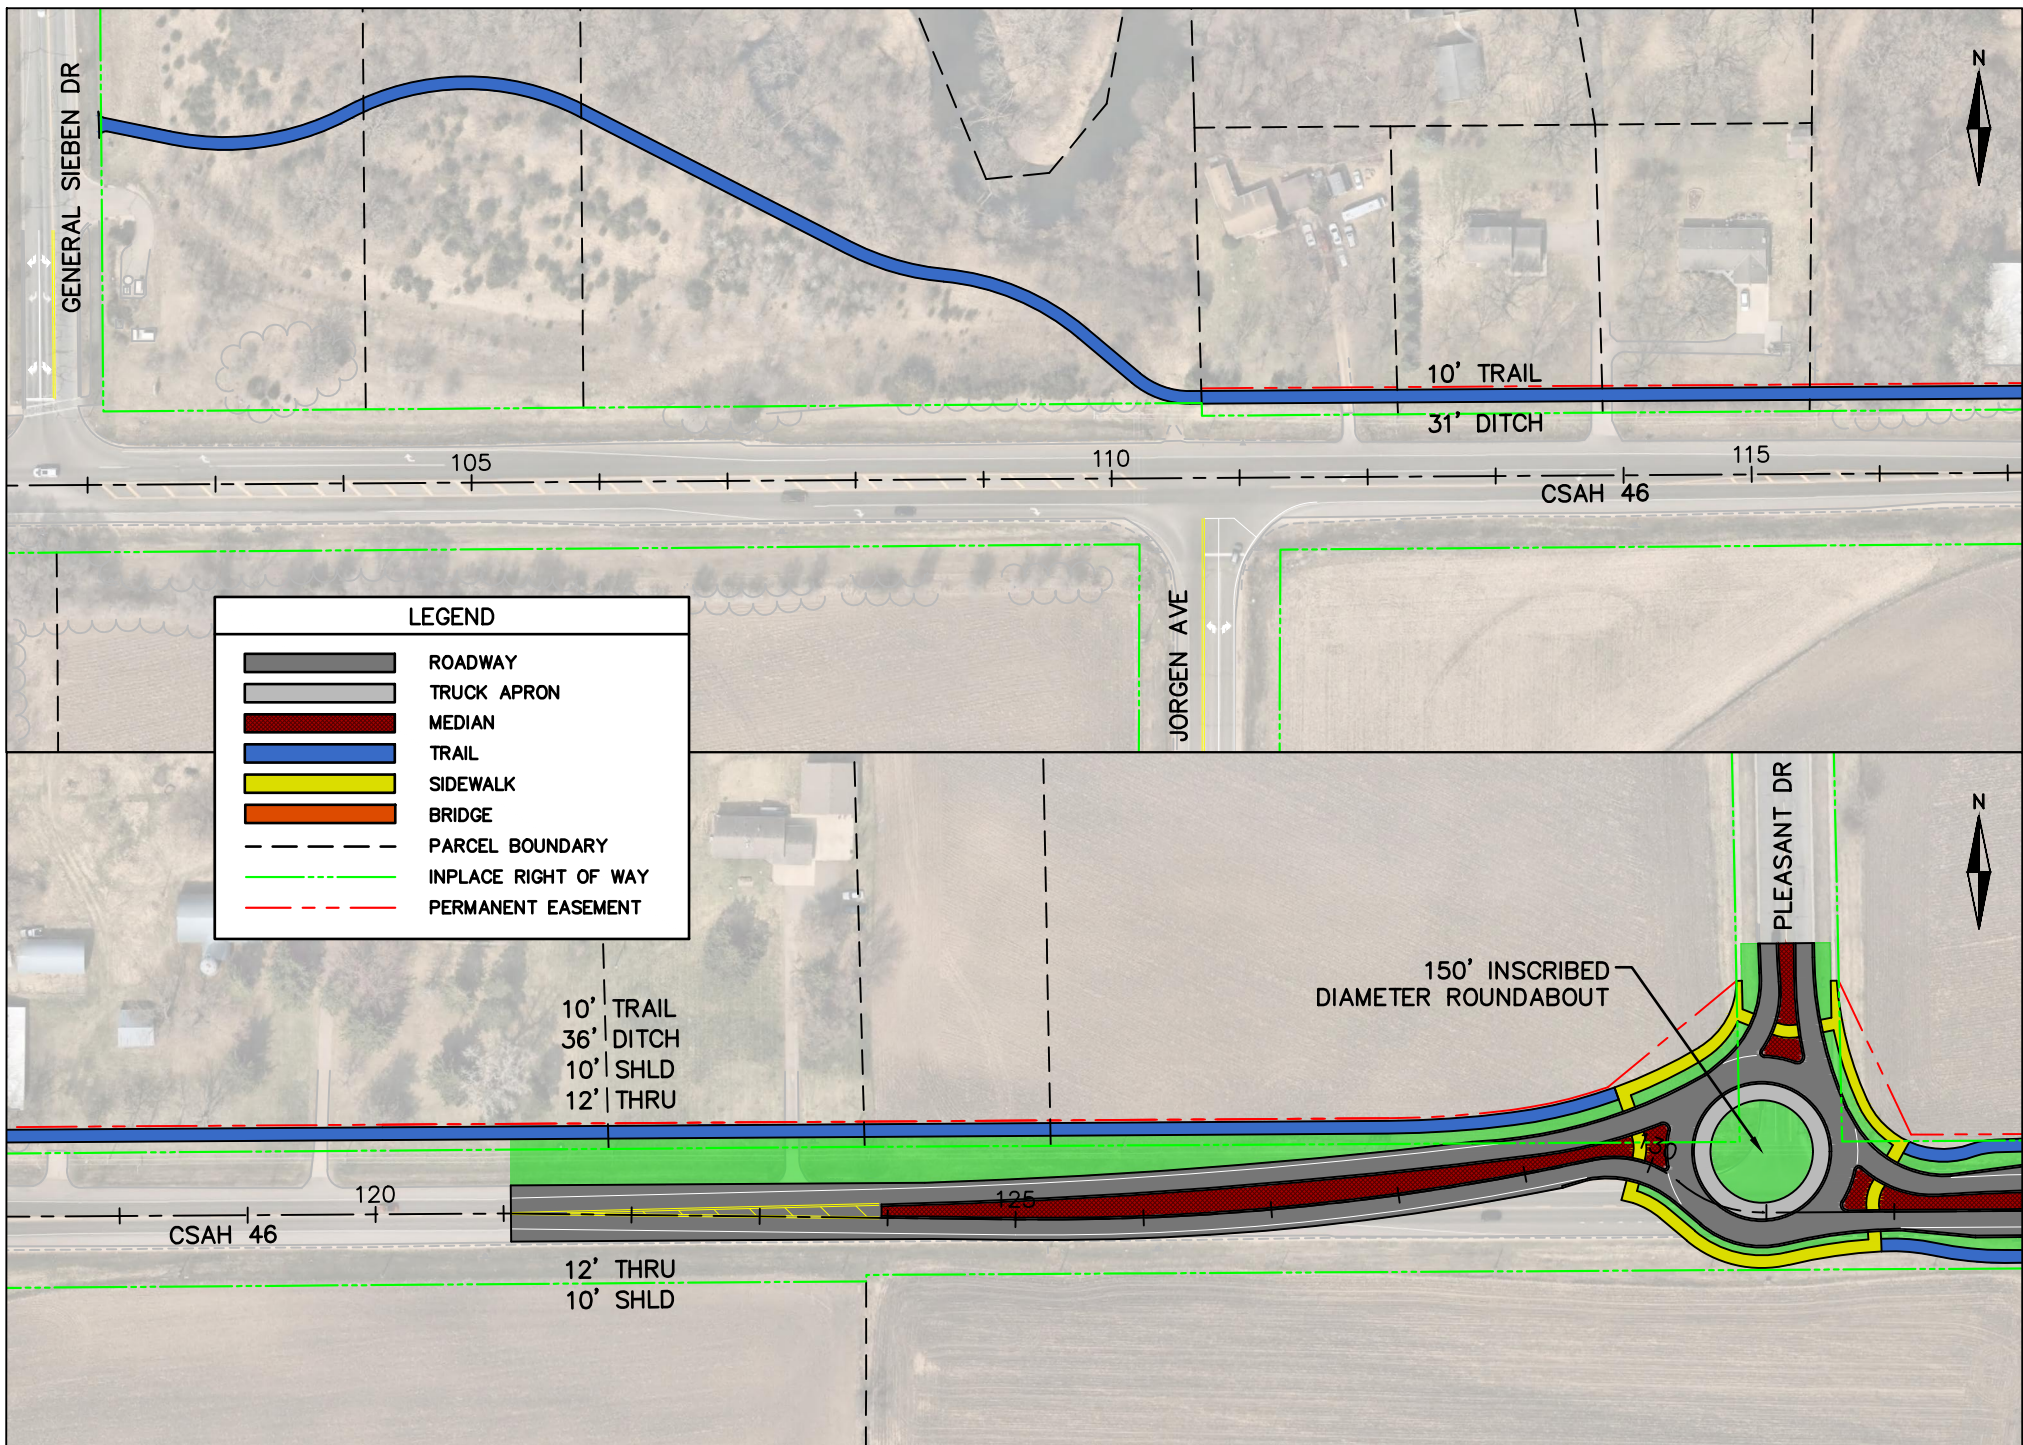 GENERAL SIEBEN DR
N
10' TRAIL
31' DITCH
105
110
115
CSAH 46
JORGEN AVE
LEGEND
ROADWAY
TRUCK APRON
MEDIAN
TRAIL
SIDEWALK
BRIDGE
PARCEL BOUNDARY
INPLACE RIGHT OF WAY
PERMANENT EASEMENT
PLEASANT DR
N
150' INSCRIBED
DIAMETER ROUNDABOUT
10' TRAIL
36' DITCH
10' SHLD
12' THRU
120
125
130
CSAH 46
12' THRU
10' SHLD